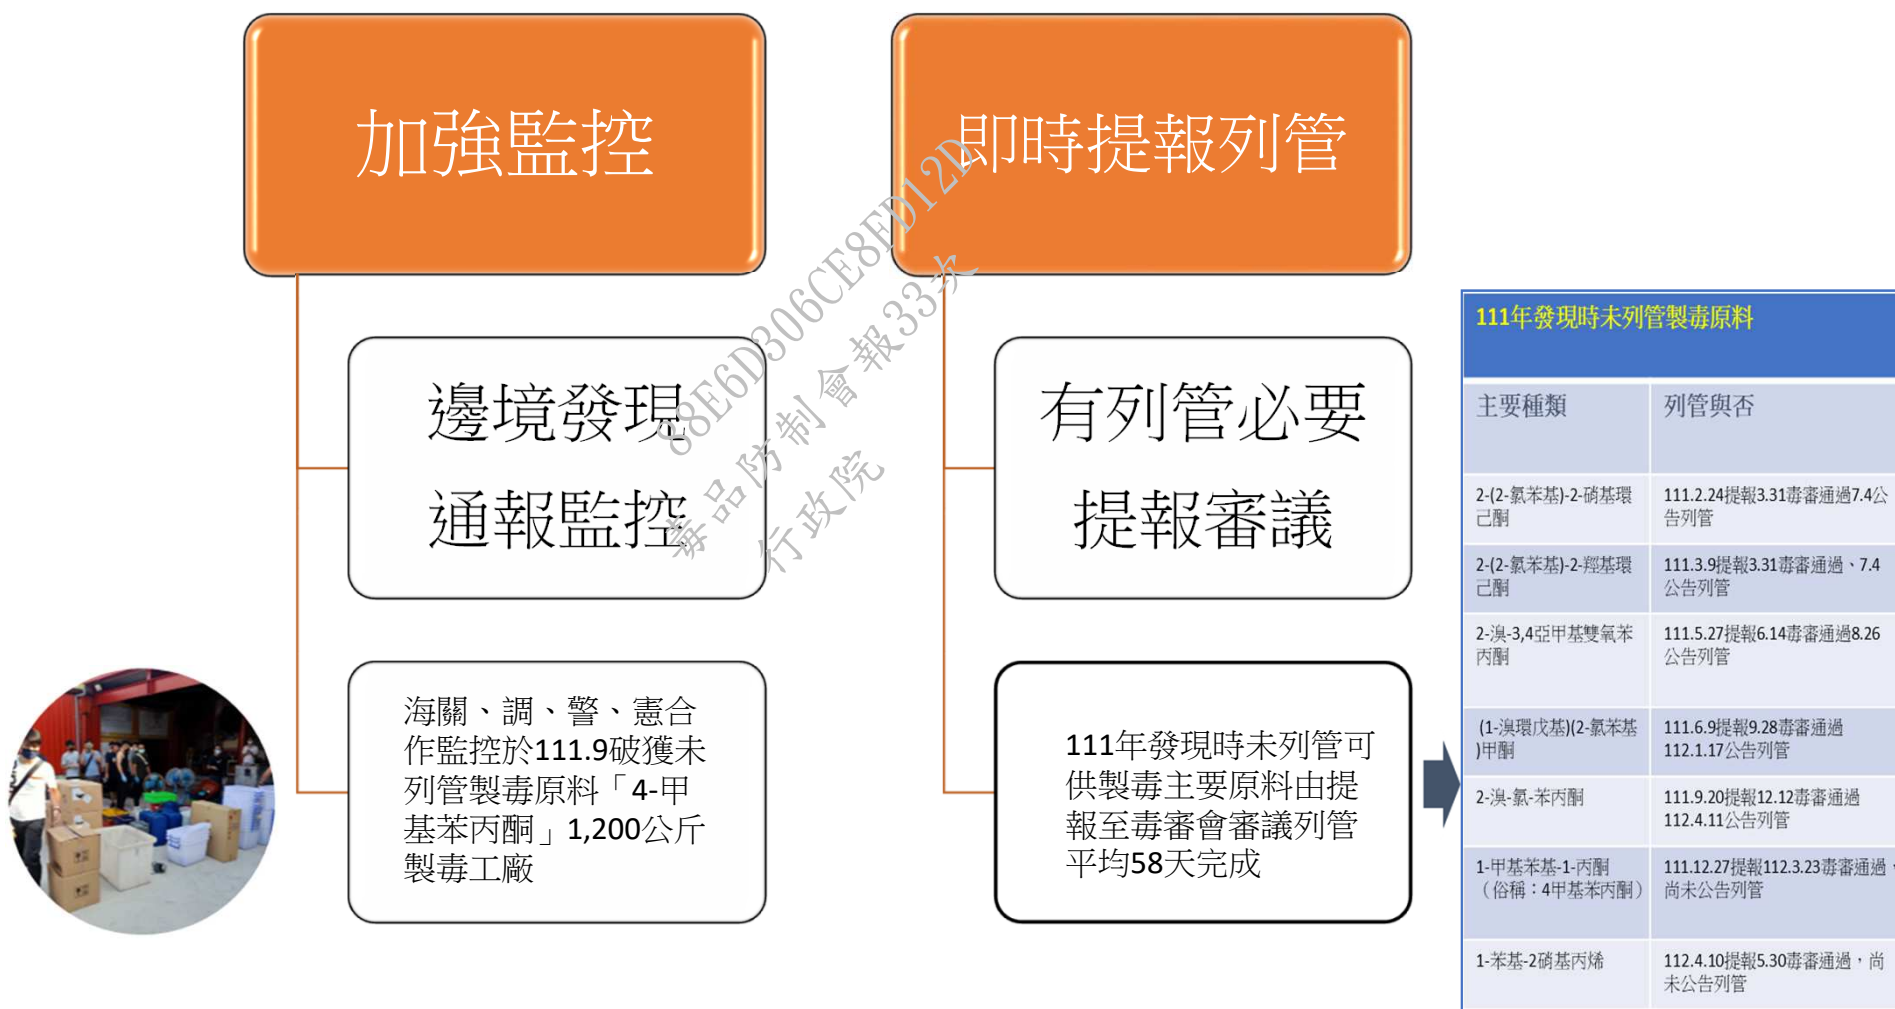 加強監控
即時提報列管
邊境發現
通報監控
有列管必要
提報審議
海關、調、警、憲合
作監控於111.9破獲未
列管製毒原料「4-甲
基苯丙酮」1,200公斤
製毒工廠
111年發現時未列管可
供製毒主要原料由提
報至毒審會審議列管
平均58天完成
111年發現時未列管製毒原料
主要種類
列管與否
2-(2-氯苯基)-2-硝基環
己酮
111.2.24提報3.31毒審通過7.4公
告列管
2-(2-氯苯基)-2-羥基環
己酮
111.3.9提報3.31毒審通過、7.4
公告列管
2-溴-3,4亞甲基雙氧苯
丙酮
111.5.27提報6.14毒審通過8.26
公告列管
(1-溴環戊基)(2-氯苯基
)甲酮
111.6.9提報9.28毒審通過
112.1.17公告列管
2-溴-氯-苯丙酮
111.9.20提報12.12毒審通過
112.4.11公告列管
1-甲基苯基-1-丙酮
（俗稱：4甲基苯丙酮）
111.12.27提報112.3.23毒審通過，
尚未公告列管
1-苯基-2硝基丙烯
112.4.10提報5.30毒審通過，尚
未公告列管
88E6D306CE8FD12D
毒品防制會報33次
行政院